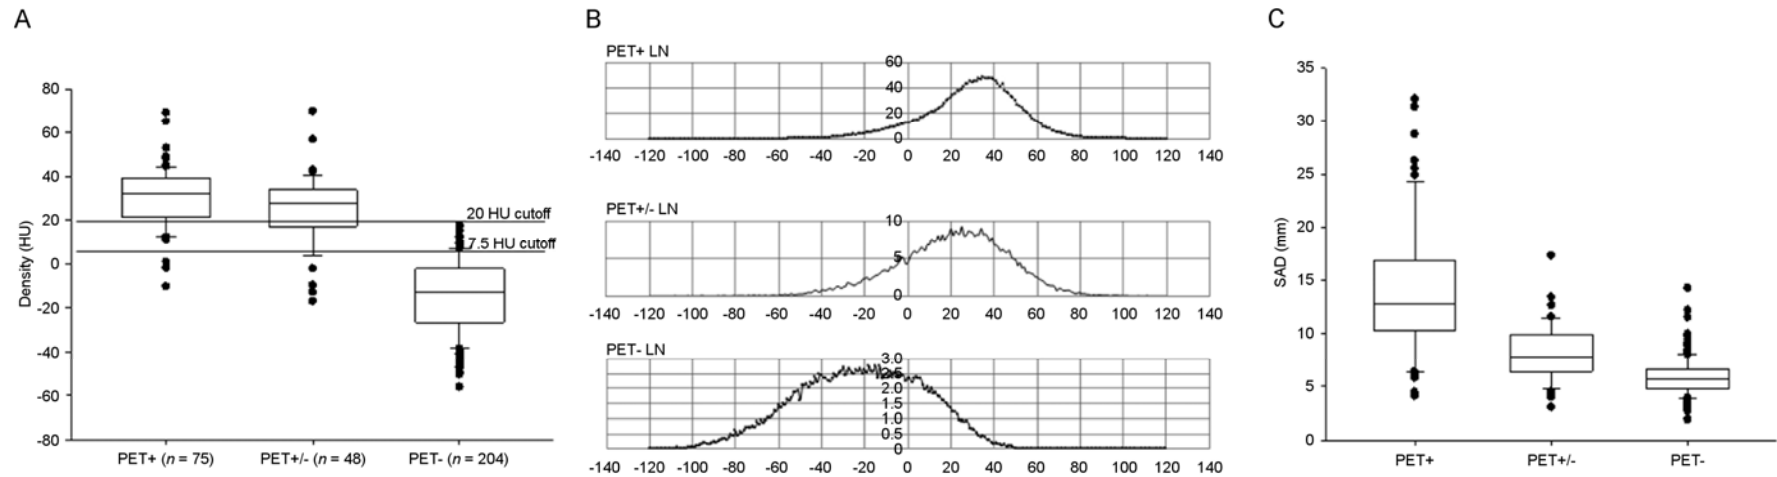 A
80
60
40
20
0
-20
-40
-60
-80
Density (HU)
20 HU cutoff
7.5 HU cutoff
PET+ (n = 75) PET+/- (n = 48) PET- (n = 204)
B
PET+ LN
60
40
20
0
-140 -120 -100 -80 -60 -40 -20 0 20 40 60 80 100 120 140
PET+/- LN
10
5
0
-140 -120 -100 -80 -60 -40 -20 0 20 40 60 80 100 120 140
PET- LN
3.0
2.5
2.0
1.5
1.0
0.5
-140 -120 -100 -80 -60 -40 -20 0 20 40 60 80 100 120 140
C
35
30
25
20
15
10
5
0
SAD (mm)
PET+ PET+/- PET-